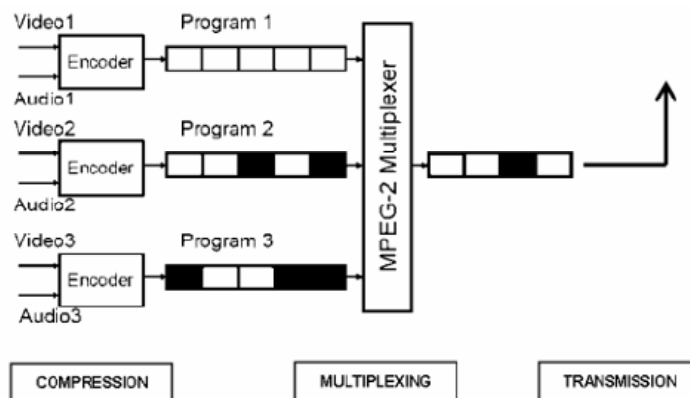 Video1
Program 1
Encoder
Audio1
Video2
Program 2
Encoder
Audio2
Video3
Program 3
Encoder
Audio3
MPEG-2 Multiplexer
COMPRESSION
MULTIPLEXING
TRANSMISSION